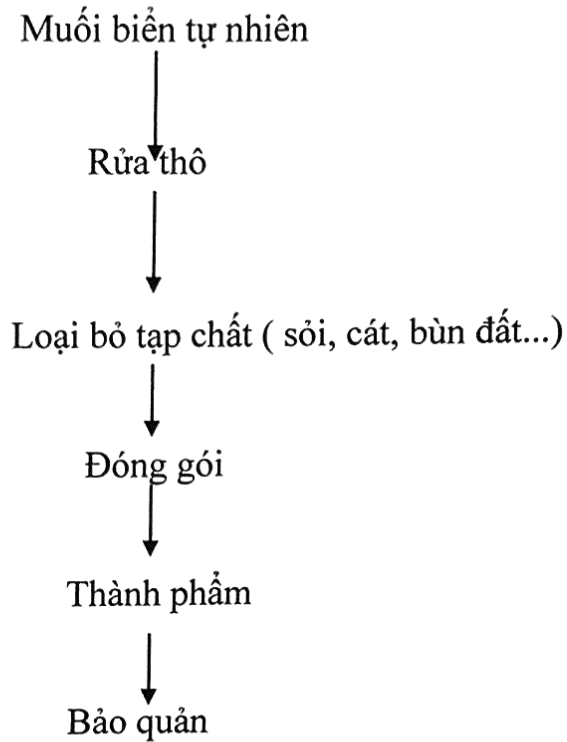 Muối biển tự nhiên
Rửa thô
Loại bỏ tạp chất ( sỏi, cát, bùn đất...)
Đóng gói
Thành phẩm
Bảo quản